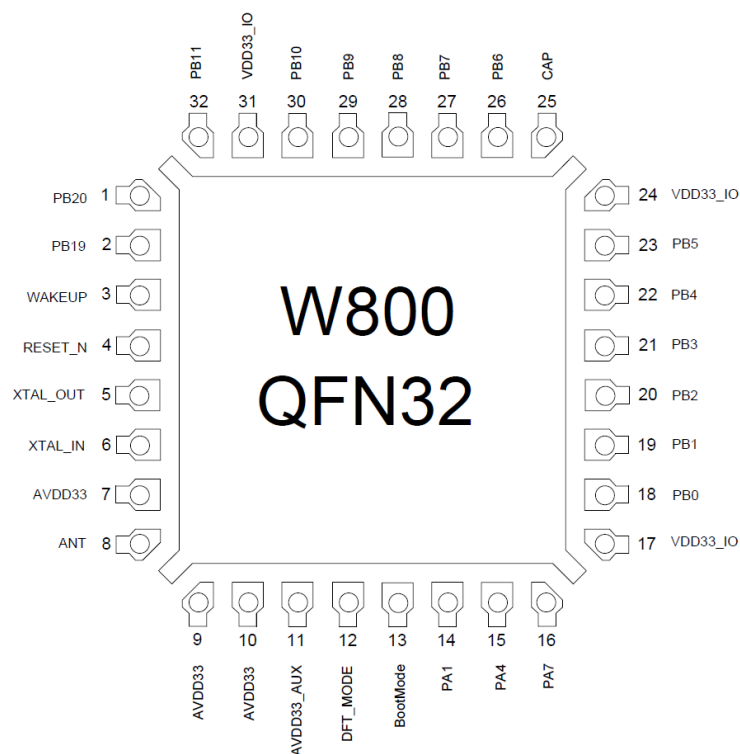 PB11 VDD33_IO PB10 PB9 PB8 PB7 PB6 CAP
32 31 30 29 28 27 26 25
PB20 1
PB19 2
WAKEUP 3
RESET_N 4
XTAL_OUT 5
XTAL_IN 6
AVDD33 7
ANT 8
W800
QFN32
24 VDD33_IO
23 PB5
22 PB4
21 PB3
20 PB2
19 PB1
18 PB0
17 VDD33_IO
9 10 11 12 13 14 15 16
AVDD33 AVDD33 AVDD33_AUX DFT_MODE BootMode PA1 PA4 PA7